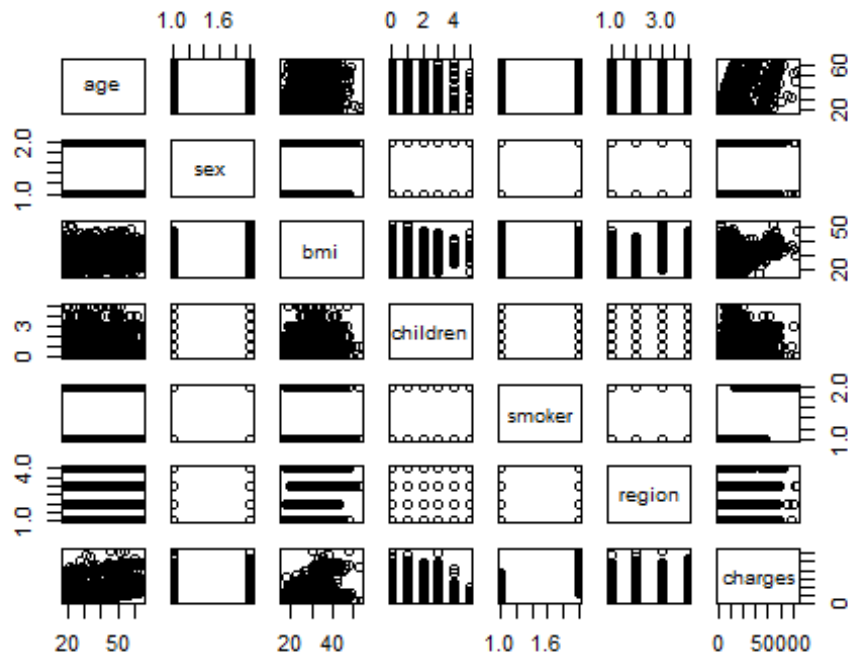 1.0 1.6 0 2 4 1.0 3.0
age 20 60
1.0 2.0 sex
bmi 20 50
0 3 children
smoker 1.0 2.0
1.0 4.0 region
charges 0
20 50 20 40 1.0 1.6 0 50000